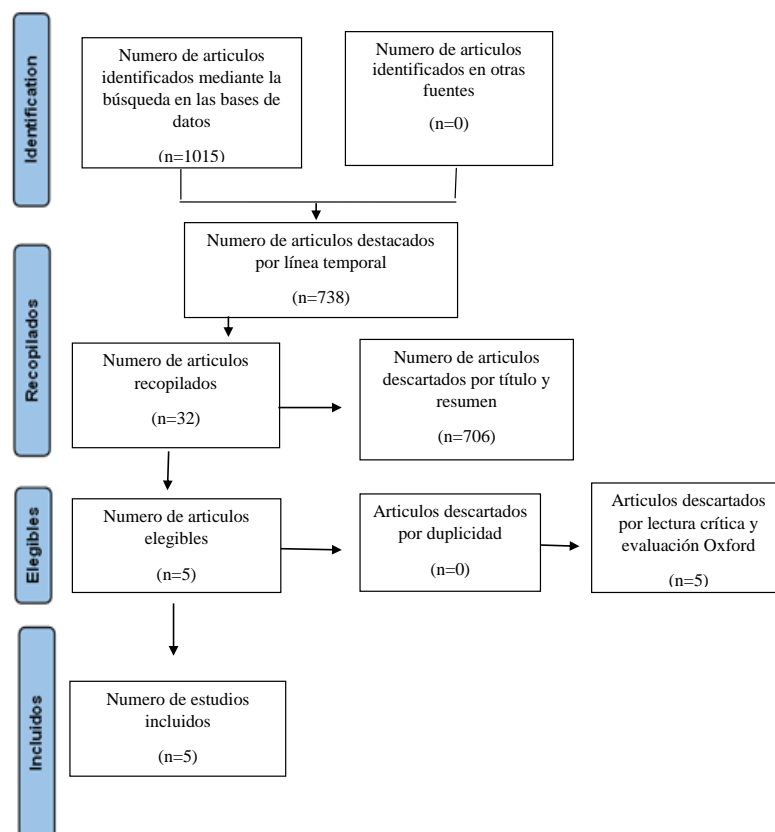 Identification
Numero de articulos
identificados mediante la
búsqueda en las bases de
datos
(n=1015)
Numero de articulos
identificados en otras
fuentes
(n=0)
Numero de articulos destacados
por línea temporal
(n=738)
Recopilados
Numero de articulos
recopilados
(n=32)
Numero de articulos
descartados por título y
resumen
(n=706)
Elegibles
Numero de articulos
elegibles
(n=5)
Articulos descartados
por duplicidad
(n=0)
Articulos descartados
por lectura crítica y
evaluación Oxford
(n=5)
Incluidos
Numero de estudios
incluidos
(n=5)